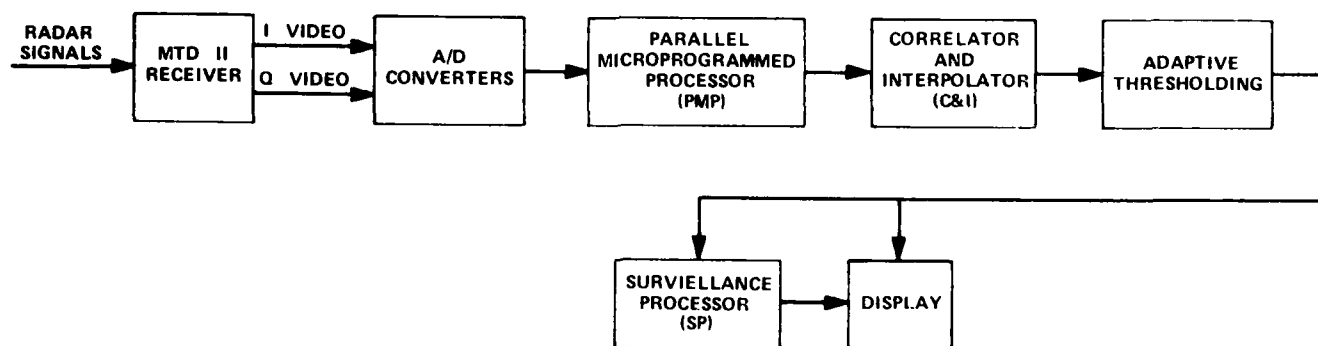 RADAR
SIGNALS
MTD II
RECEIVER
I VIDEO
Q VIDEO
A/D
CONVERTERS
PARALLEL
MICROPROGRAMMED
PROCESSOR
(PMP)
CORRELATOR
AND
INTERPOLATOR
(C&I)
ADAPTIVE
THRESHOLDING
SURVIELLANCE
PROCESSOR
(SP)
DISPLAY